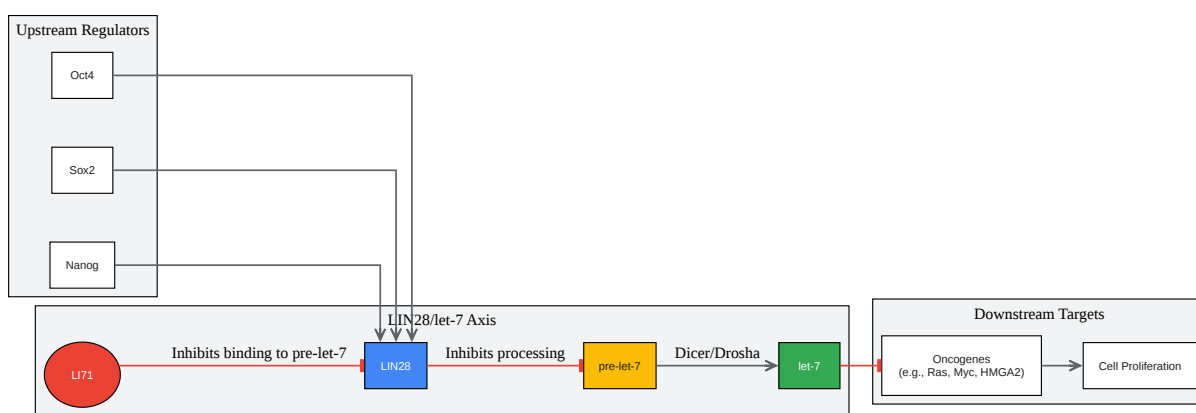 Upstream Regulators
Oct4
Sox2
Nanog
LIN28/let-7 Axis
LI71
Inhibits binding to pre-let-7
LIN28
Inhibits processing
pre-let-7
Dicer/Drosha
let-7
Downstream Targets
Oncogenes
(e.g., Ras, Myc, HMGA2)
Cell Proliferation